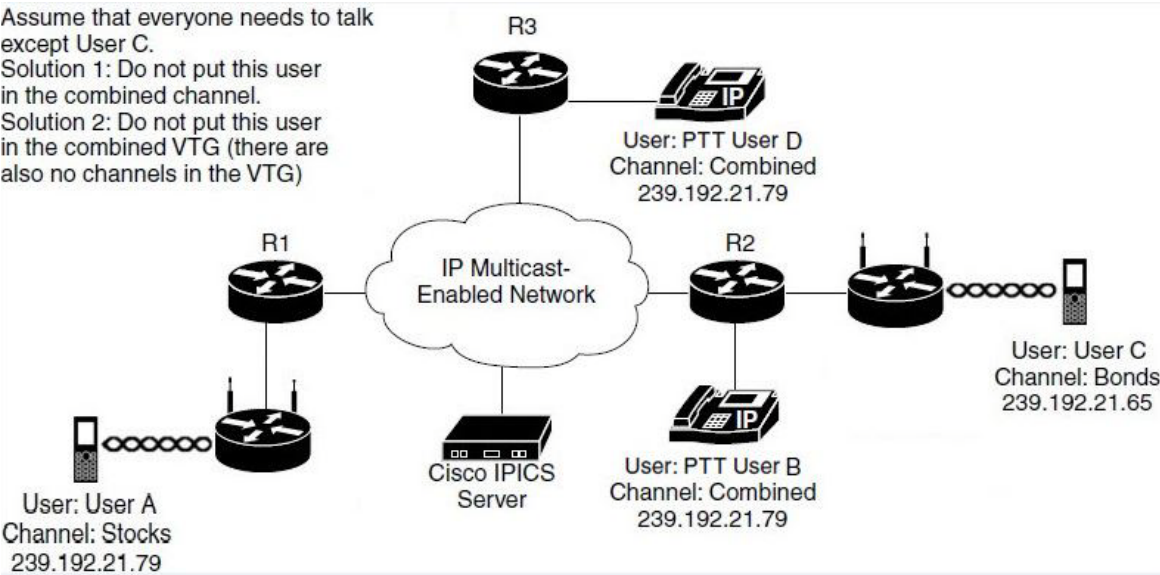 Assume that everyone needs to talk
except User C.
Solution 1: Do not put this user
in the combined channel.
Solution 2: Do not put this user
in the combined VTG (there are
also no channels in the VTG)
R3
IP
User: PTT User D
Channel: Combined
239.192.21.79
R1
IP Multicast-
Enabled Network
R2
User: User C
Channel: Bonds
239.192.21.65
IP
User: PTT User B
Channel: Combined
239.192.21.79
Cisco IPICS
Server
User: User A
Channel: Stocks
239.192.21.79